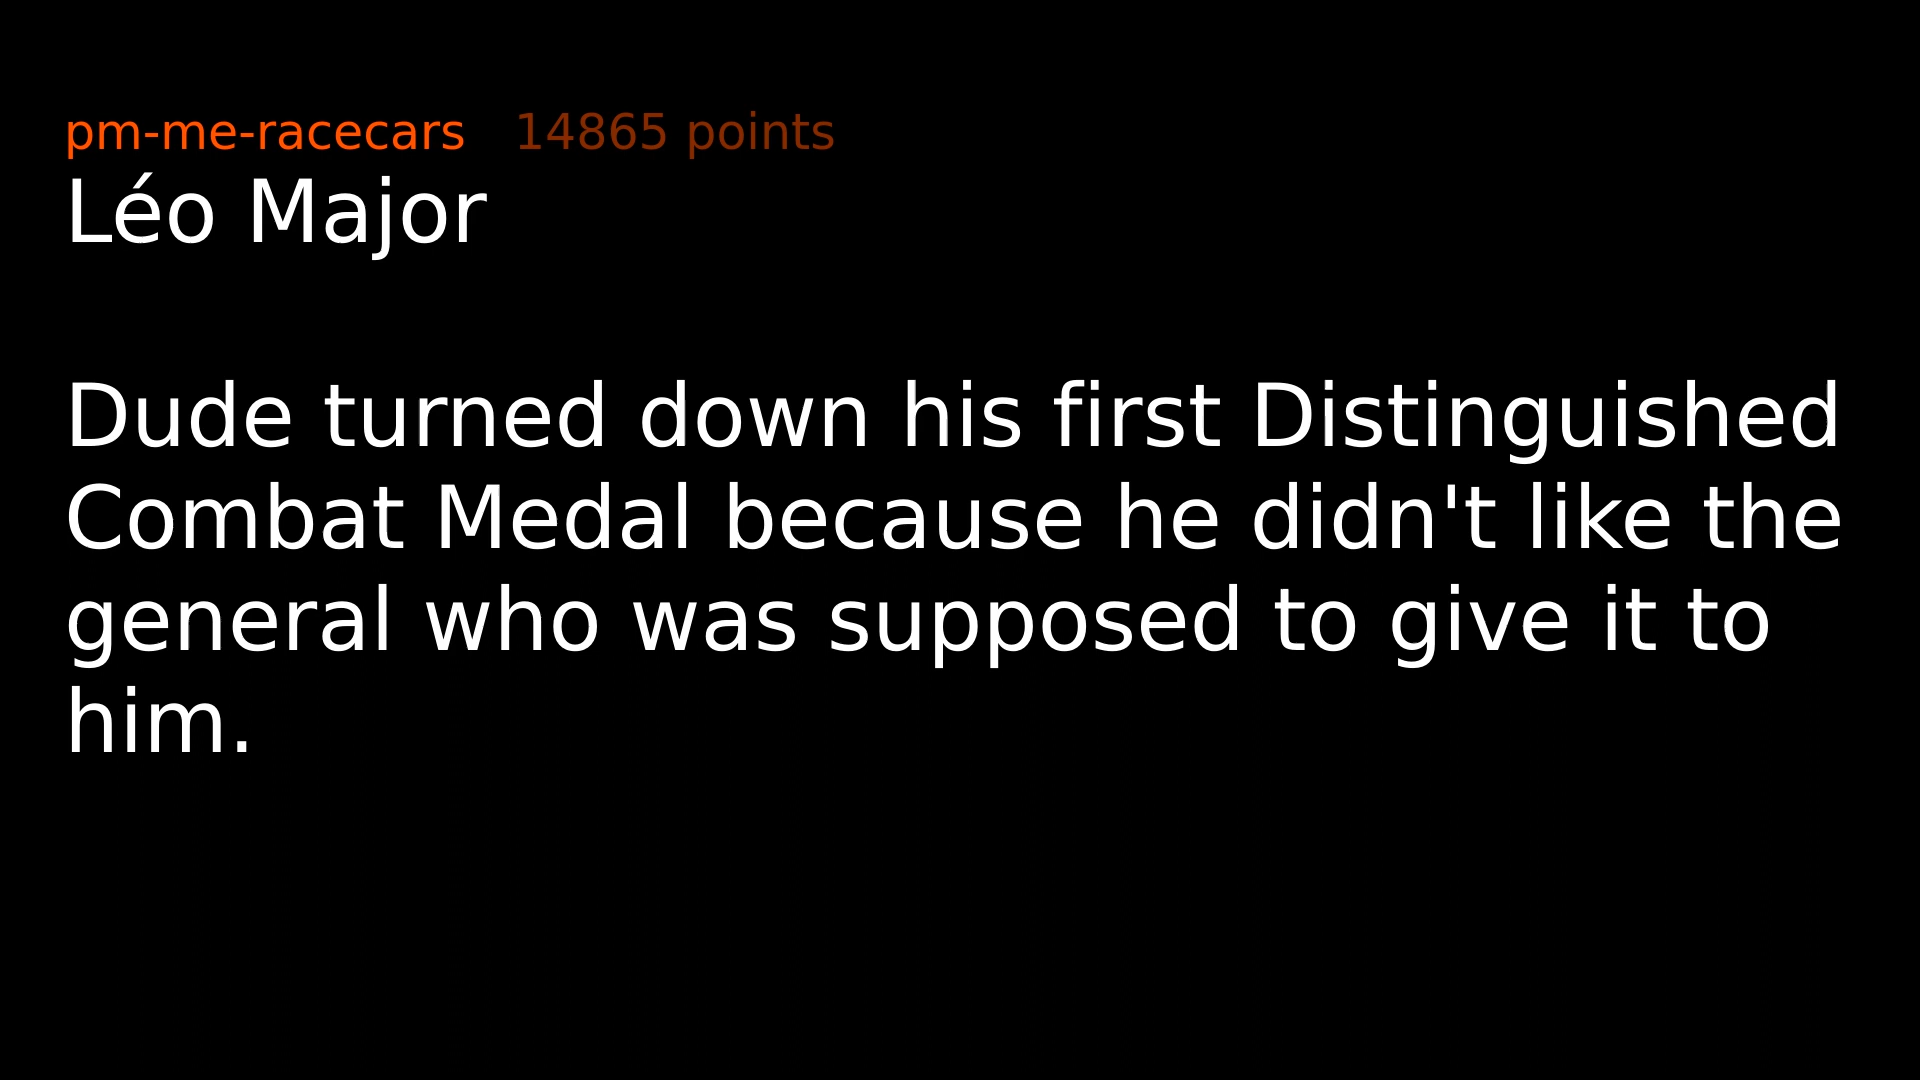 pm-me-racecars 14865 points
Léo Major
Dude turned down his first Distinguished
Combat Medal because he didn't like the
general who was supposed to give it to
him.